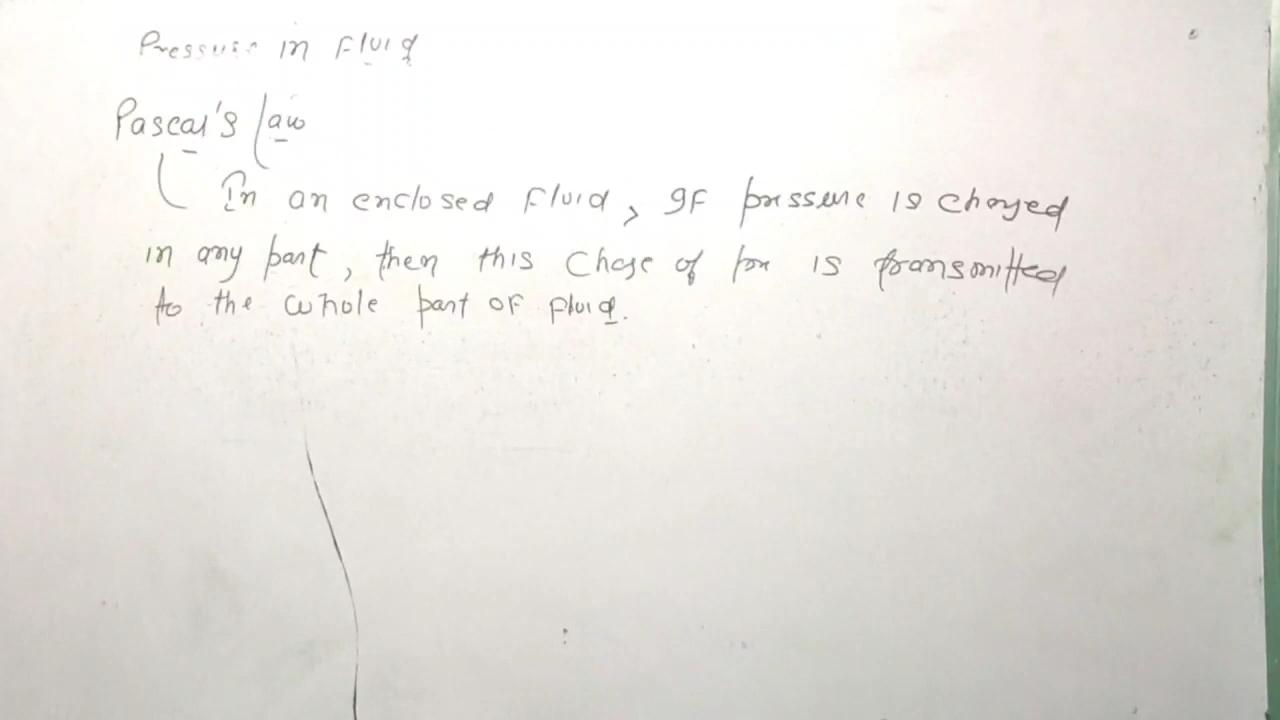 Pressure in Fluid
Pascal's law
In an enclosed fluid, If pressure is changed
in any part, then this change of pr is transmitted
to the whole part of fluid.